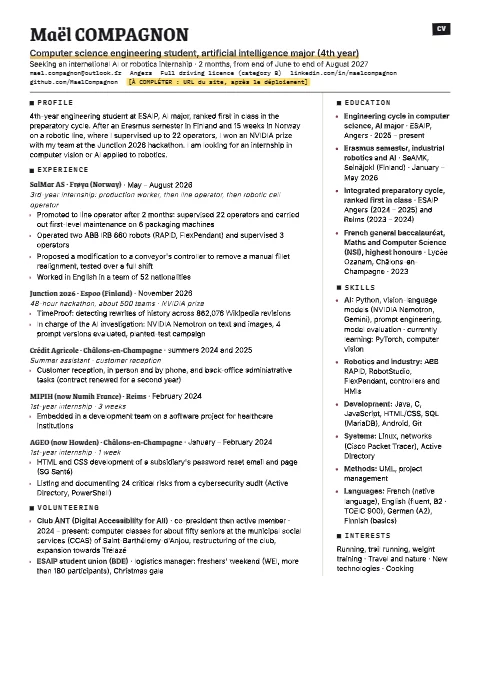 Maël COMPAGNON
CV
Computer science engineering student, artificial intelligence major (4th year)
Seeking an international AI or robotics internship · 2 months, from end of June to end of August 2027
mael.compagnon@outlook.fr Angers Full driving licence (category B) linkedin.com/in/maelcompagnon
github.com/MaelCompagnon [À COMPLÉTER : URL du site, après le déploiement]
PROFILE
4th-year engineering student at ESAIP, AI major, ranked first in class in the
preparatory cycle. After an Erasmus semester in Finland and 15 weeks in Norway
on a robotic line, where I supervised up to 22 operators, I won an NVIDIA prize
with my team at the Junction 2026 hackathon. I am looking for an internship in
computer vision or AI applied to robotics.
EXPERIENCE
SalMar AS · Frøya (Norway) · May – August 2026
3rd-year internship: production worker, then line operator, then robotic cell
operator
Promoted to line operator after 2 months: supervised 22 operators and carried
out first-level maintenance on 6 packaging machines
Operated two ABB IRB 660 robots (RAPID, FlexPendant) and supervised 3
operators
Proposed a modification to a conveyor's controller to remove a manual fillet
realignment, tested over a full shift
Worked in English in a team of 52 nationalities
Junction 2026 · Espoo (Finland) · November 2026
48-hour hackathon, about 500 teams · NVIDIA prize
TimeProof: detecting rewrites of history across 862,076 Wikipedia revisions
In charge of the AI investigation: NVIDIA Nemotron on text and images, 4
prompt versions evaluated, planted-test campaign
Crédit Agricole · Châlons-en-Champagne · summers 2024 and 2025
Summer assistant · customer reception
Customer reception, in person and by phone, and back-office administrative
tasks (contract renewed for a second year)
MIPIH (now Numih France) · Reims · February 2024
1st-year internship · 3 weeks
Embedded in a development team on a software project for healthcare
institutions
AGEO (now Howden) · Châlons-en-Champagne · January – February 2024
1st-year internship · 1 week
HTML and CSS development of a subsidiary's password reset email and page
(SG Santé)
Listing and documenting 24 critical risks from a cybersecurity audit (Active
Directory, PowerShell)
VOLUNTEERING
Club ANT (Digital Accessibility for All) · co-president then active member ·
2024 – present: computer classes for about fifty seniors at the municipal social
services (CCAS) of Saint-Barthélemy-d'Anjou, restructuring of the club,
expansion towards Trélazé
ESAIP student union (BDE) · logistics manager: freshers' weekend (WEI, more
than 180 participants), Christmas gala
EDUCATION
Engineering cycle in computer
science, AI major · ESAIP,
Angers · 2025 – present
Erasmus semester, industrial
robotics and AI · SeAMK,
Seinäjoki (Finland) · January –
May 2026
Integrated preparatory cycle,
ranked first in class · ESAIP
Angers (2024 – 2025) and
Reims (2023 – 2024)
French general baccalauréat,
Maths and Computer Science
(NSI), highest honours · Lycée
Ozanam, Châlons-en-
Champagne · 2023
SKILLS
AI: Python, vision-language
models (NVIDIA Nemotron,
Gemini), prompt engineering,
model evaluation · currently
learning: PyTorch, computer
vision
Robotics and industry: ABB
RAPID, RobotStudio,
FlexPendant, controllers and
HMIs
Development: Java, C,
JavaScript, HTML/CSS, SQL
(MariaDB), Android, Git
Systems: Linux, networks
(Cisco Packet Tracer), Active
Directory
Methods: UML, project
management
Languages: French (native
language), English (fluent, B2 ·
TOEIC 900), German (A2),
Finnish (basics)
INTERESTS
Running, trail running, weight
training · Travel and nature · New
technologies · Cooking